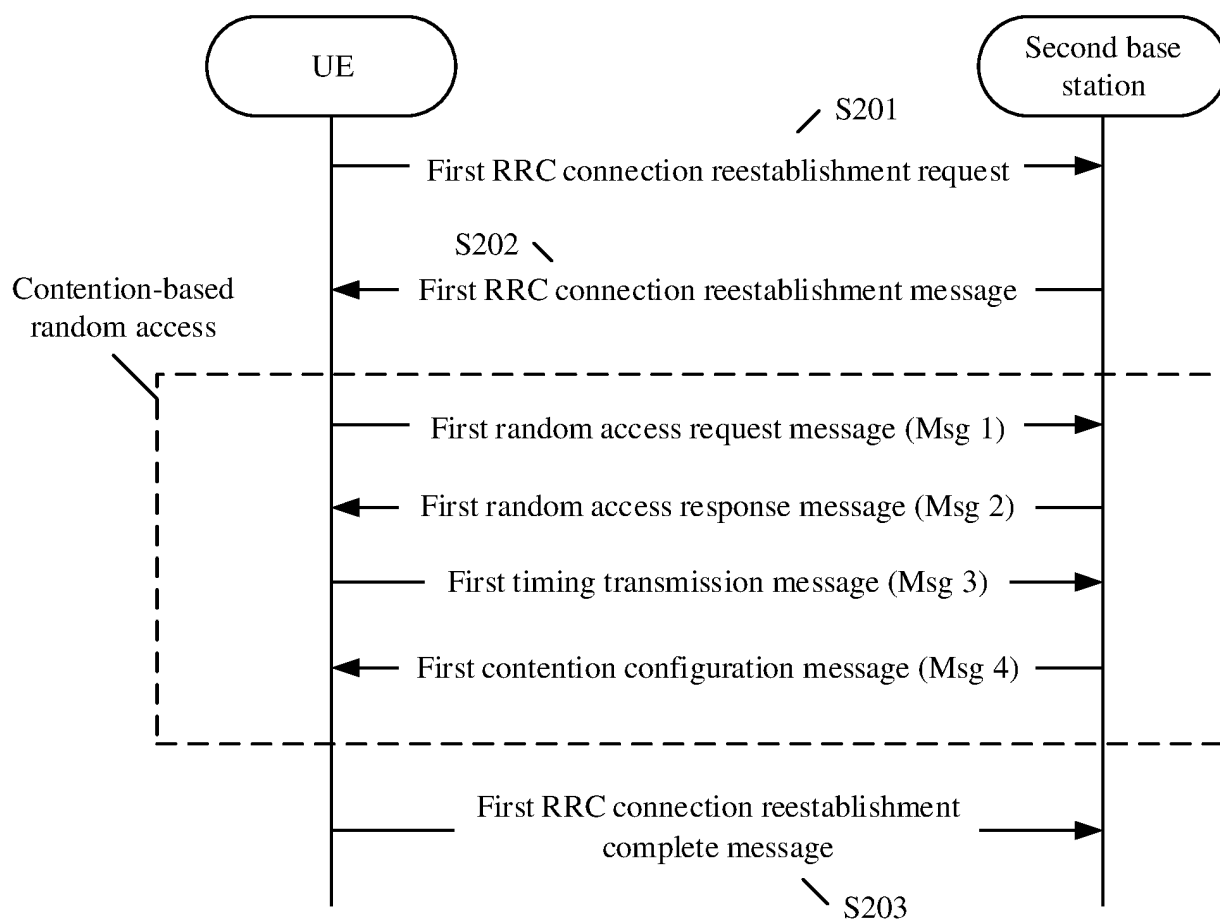 UE
Second base
station
S201
First RRC connection reestablishment request
S202
First RRC connection reestablishment message
Contention-based
random access
First random access request message (Msg 1)
First random access response message (Msg 2)
First timing transmission message (Msg 3)
First contention configuration message (Msg 4)
First RRC connection reestablishment
complete message
S203